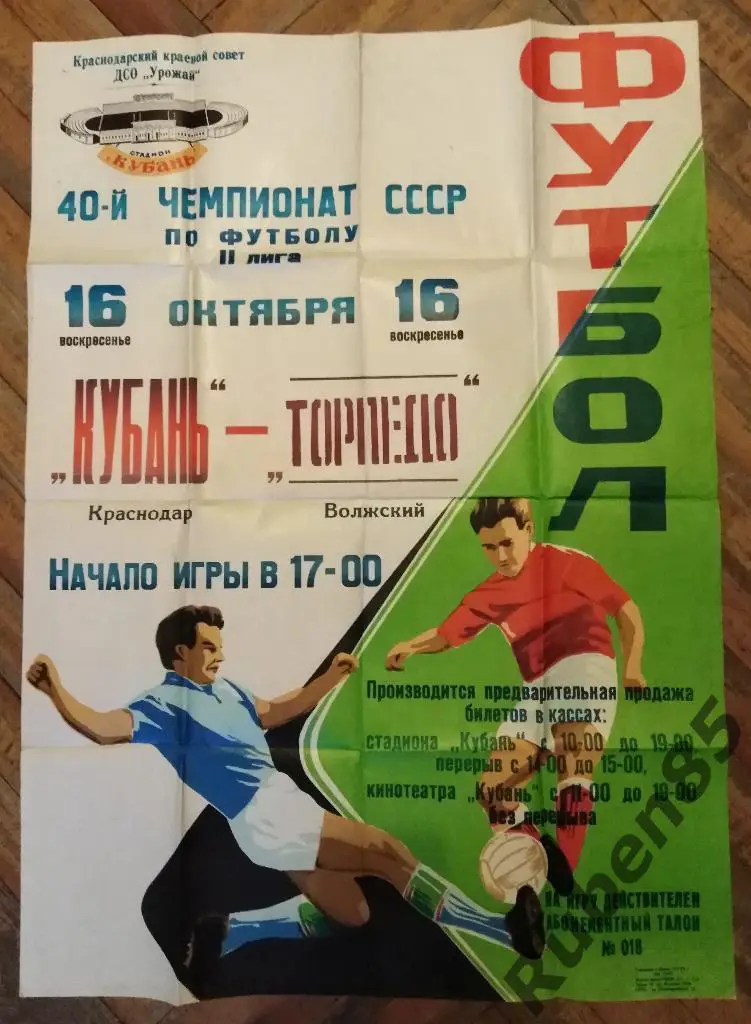 Краснодарский краевой совет
ДСО „Урожай"
СТАДИОН
„КУБАНЬ"
ФУТБОЛ
40-й ЧЕМПИОНАТ СССР
ПО ФУТБОЛУ
II лига
16 ОКТЯБРЯ 16
воскресенье воскресенье
„КУБАНЬ" — „ТОРПЕДО"
Краснодар Волжский
НАЧАЛО ИГРЫ В 17-00
Производится предварительная продажа
билетов в кассах:
стадиона „Кубань" с 10-00 до 19-00,
перерыв с 14-00 до 15-00,
кинотеатра „Кубань" с 11-00 до 19-00
без перерыва
НА ИГРУ ДЕЙСТВИТЕЛЕН
АБОНЕМЕНТНЫЙ ТАЛОН
№ 018
Ruben85